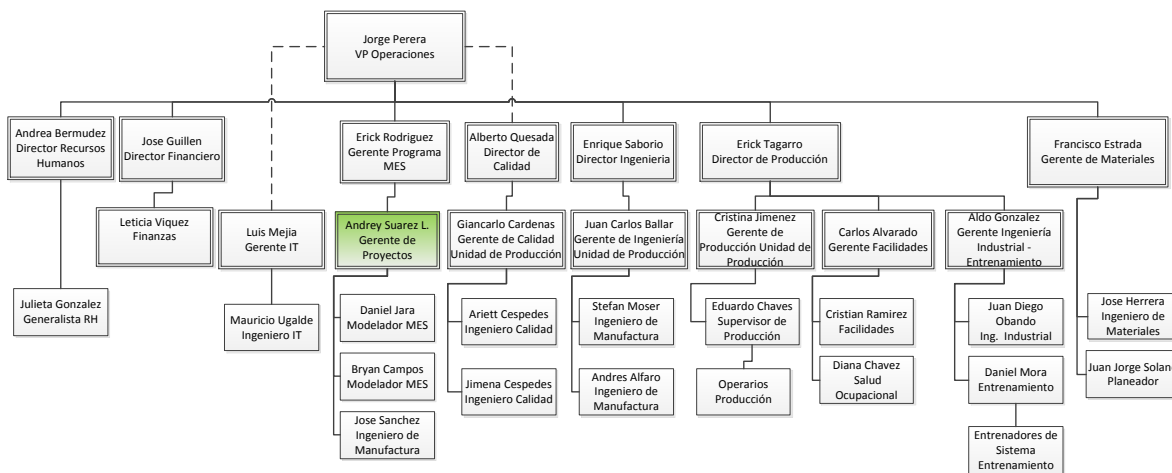 Jorge Perera
VP Operaciones
Andrea Bermudez
Director Recursos
Humanos
Jose Guillen
Director Financiero
Erick Rodriguez
Gerente Programa
MES
Alberto Quesada
Director de
Calidad
Enrique Saborio
Director Ingenieria
Erick Tagarro
Director de Producción
Francisco Estrada
Gerente de Materiales
Leticia Viquez
Finanzas
Luis Mejia
Gerente IT
Andrey Suarez L.
Gerente de
Proyectos
Giancarlo Cardenas
Gerente de Calidad
Unidad de Producción
Juan Carlos Ballar
Gerente de Ingeniería
Unidad de Producción
Cristina Jimenez
Gerente de
Producción Unidad de
Producción
Carlos Alvarado
Gerente Facilidades
Aldo Gonzalez
Gerente Ingeniería
Industrial -
Entrenamiento
Julieta Gonzalez
Generalista RH
Mauricio Ugalde
Ingeniero IT
Daniel Jara
Modelador MES
Ariett Cespedes
Ingeniero Calidad
Stefan Moser
Ingeniero de
Manufactura
Eduardo Chaves
Supervisor de
Producción
Cristian Ramirez
Facilidades
Juan Diego
Obando
Ing. Industrial
Jose Herrera
Ingeniero de
Materiales
Bryan Campos
Modelador MES
Jimena Cespedes
Ingeniero Calidad
Andres Alfaro
Ingeniero de
Manufactura
Operarios
Producción
Diana Chavez
Salud
Ocupacional
Daniel Mora
Entrenamiento
Juan Jorge Solano
Planeador
Jose Sanchez
Ingeniero de
Manufactura
Entrenadores de
Sistema
Entrenamiento